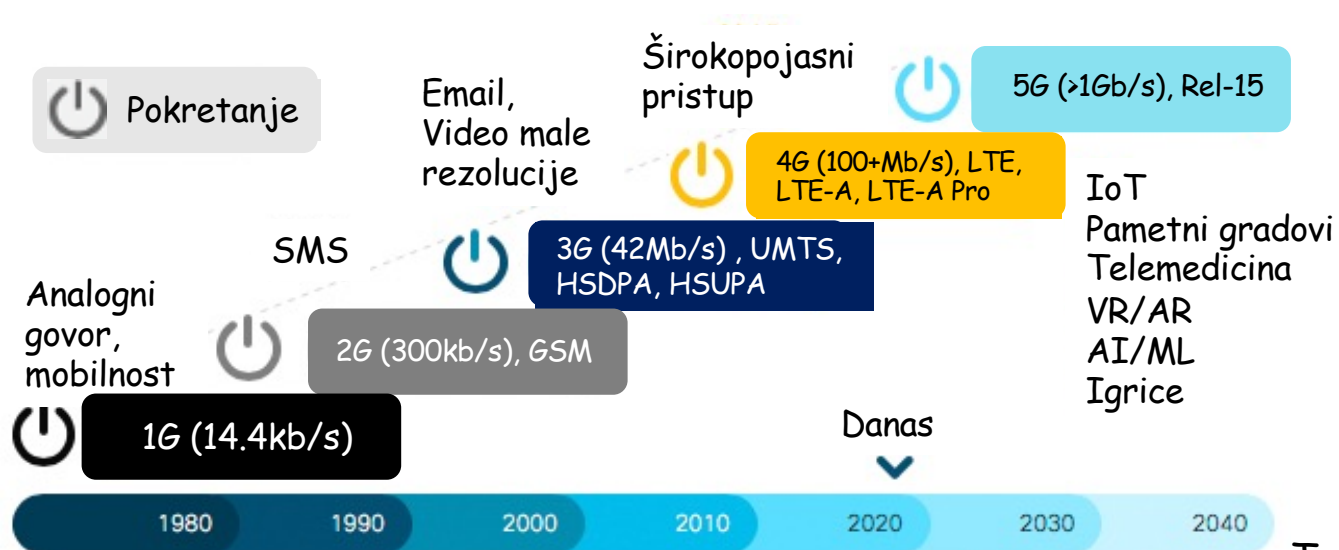 Pokretanje
Analogni
govor,
mobilnost
1G (14.4kb/s)
SMS
2G (300kb/s), GSM
Email,
Video male
rezolucije
3G (42Mb/s) , UMTS,
HSDPA, HSUPA
Širokopojasni
pristup
4G (100+Mb/s), LTE,
LTE-A, LTE-A Pro
5G (>1Gb/s), Rel-15
IoT
Pametni gradovi
Telemedicina
VR/AR
AI/ML
Igrice
Danas
1980 1990 2000 2010 2020 2030 2040